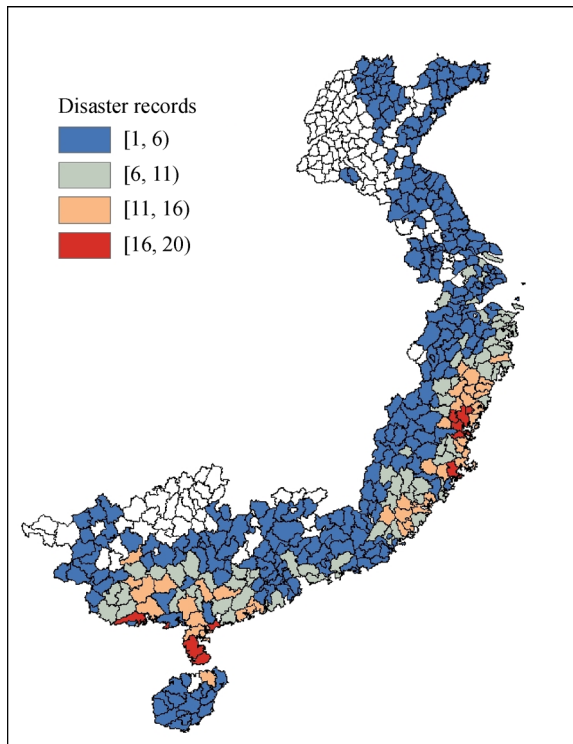 Disaster records
[1, 6)
[6, 11)
[11, 16)
[16, 20)